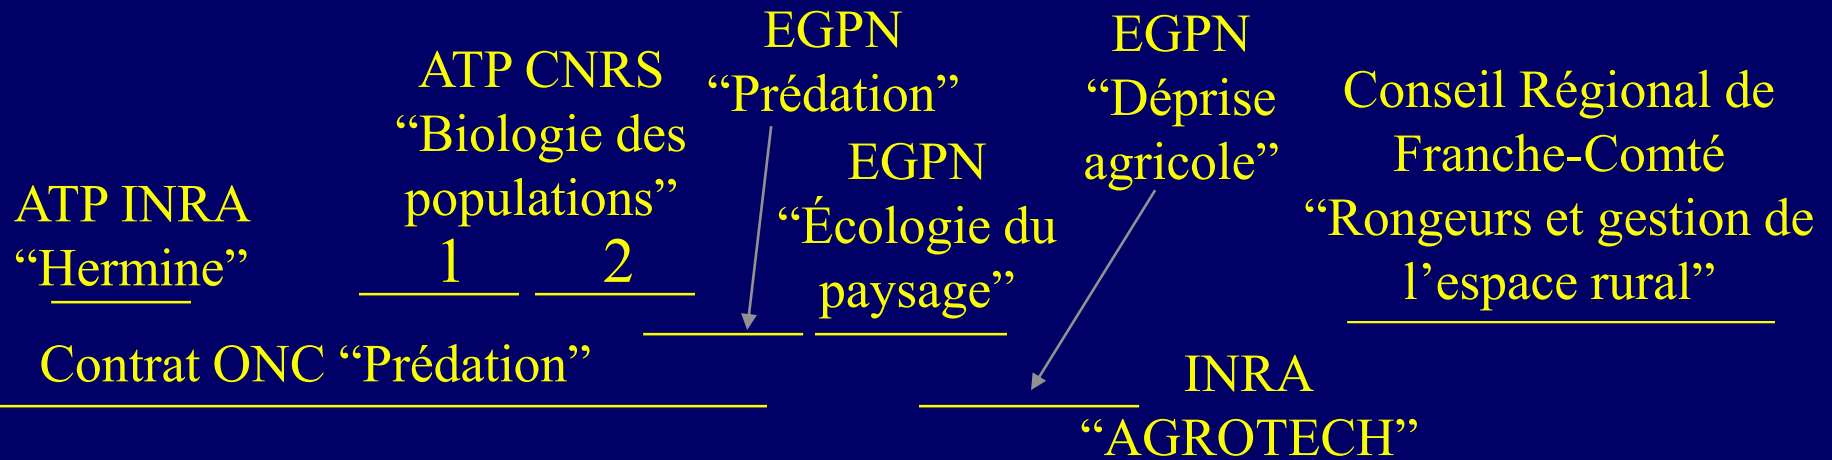 ATP INRA
“Hermine”
ATP CNRS
“Biologie des
populations”
1 2
EGPN
“Prédation”
EGPN
“Écologie du
paysage”
EGPN
“Déprise
agricole”
Conseil Régional de
Franche-Comté
“Rongeurs et gestion de
l’espace rural”
Contrat ONC “Prédation”
INRA
“AGROTECH”